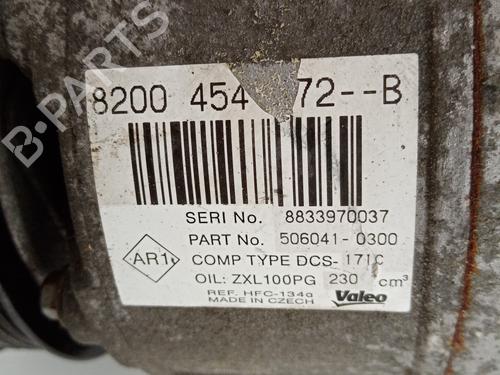 8200 454 72--B
SERI No. 8833970037
PART No. 506041-0300
AR1
COMP TYPE DCS-171C
OIL: ZXL100PG 230 cm³
REF. HFC-134a
MADE IN CZECH
Valeo